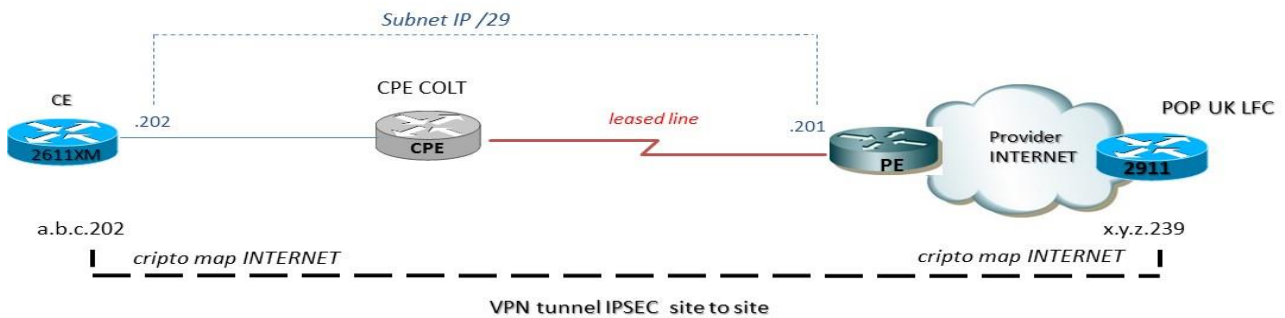 Subnet IP /29
CPE COLT
CE
POP UK LFC
.202
leased line
.201
Provider
INTERNET
2611XM
CPE
PE
2911
a.b.c.202
x.y.z.239
cripto map INTERNET
cripto map INTERNET
VPN tunnel IPSEC site to site